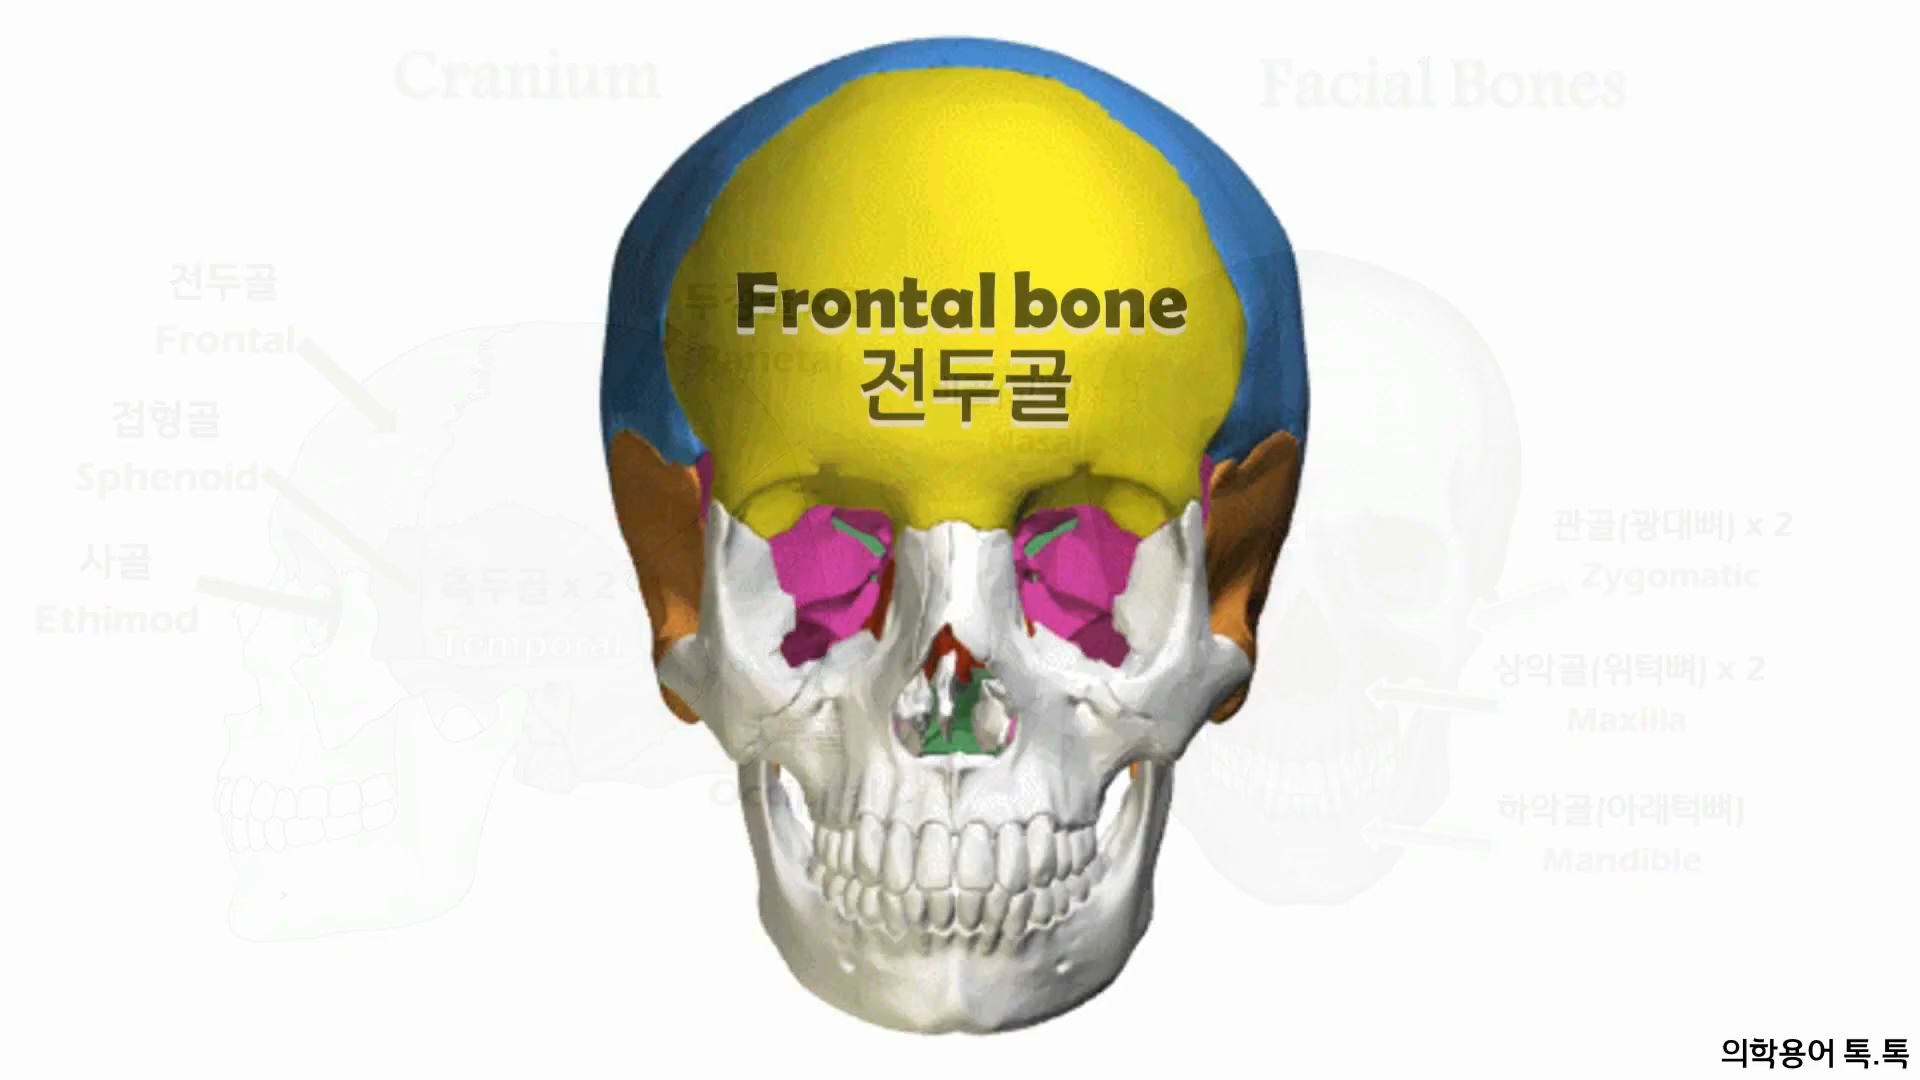 Cranium
Facial Bones
전두골
Frontal
접형골
Sphenoid
사골
Ethimod
측두골 x 2
Temporal
Parietal
Nasal
Frontal bone
전두골
관골(광대뼈) x 2
Zygomatic
상악골(위턱뼈) x 2
Maxilla
하악골(아래턱뼈)
Mandible
의학용어 톡.톡